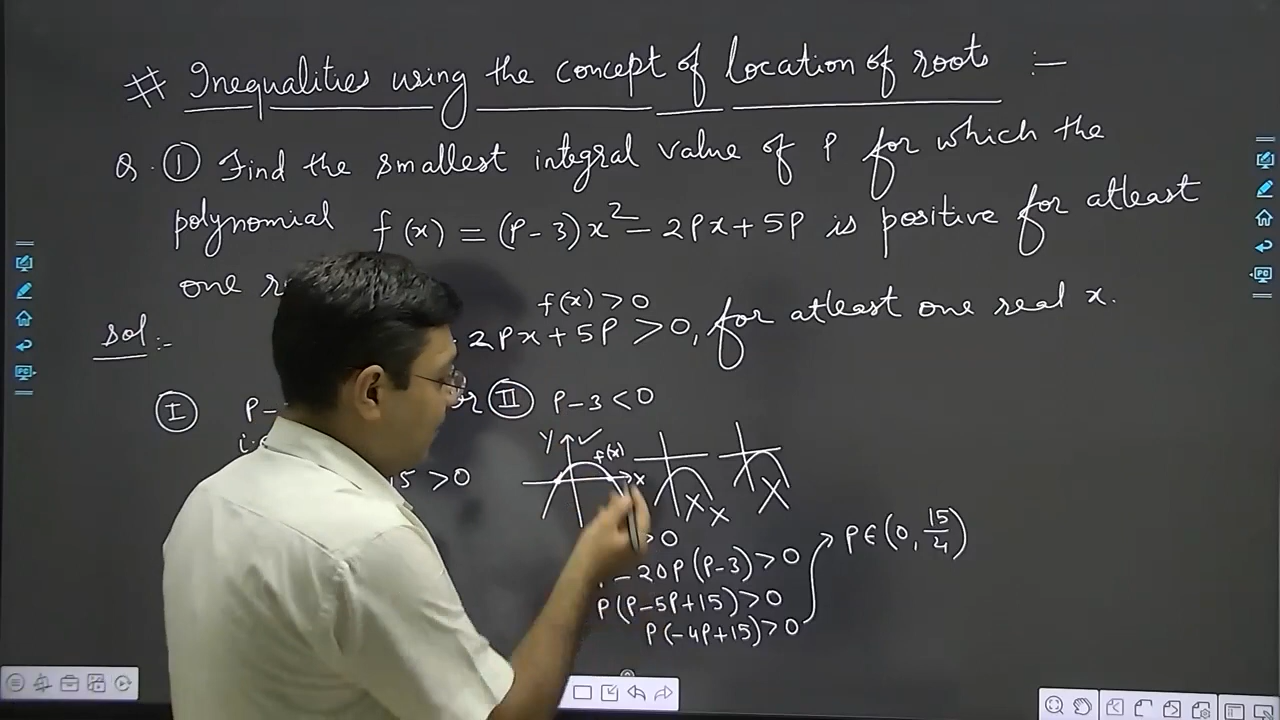 # Inequalities using the concept of location of roots :-
Q. ① Find the smallest integral value of P for which the
polynomial f(x) = (P-3)x² - 2Px + 5P is positive for atleast
one
f(x) > 0
Sol :-
2Px + 5P > 0, for atleast one real x.
Ⅰ P- or Ⅱ P-3 < 0
Y ✓ f(x) x
15 > 0
X X X
> 0
P ∈ (0, 15/4)
- 20P (P-3) > 0
P (P-5P+15) > 0
P (-4P+15) > 0